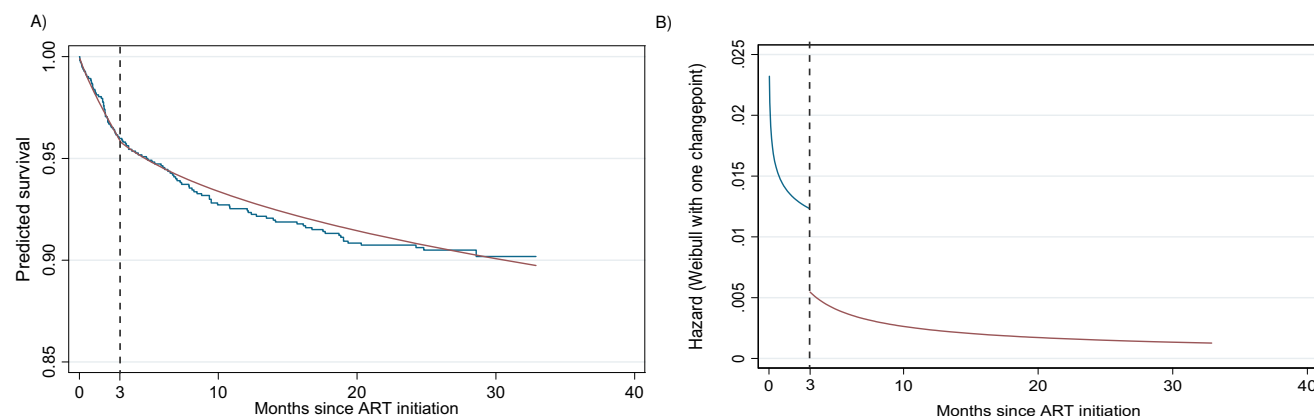 A)
Predicted survival
1.00
0.95
0.90
0.85
0 3 10 20 30 40
Months since ART initiation
B)
Hazard (Weibull with one changepoint)
.025
.02
.015
.01
.005
0
0 3 10 20 30 40
Months since ART initiation